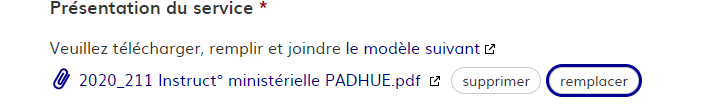 Présentation du service *
Veuillez télécharger, remplir et joindre le modèle suivant
2020_211 Instruct° ministérielle PADHUE.pdf supprimer remplacer